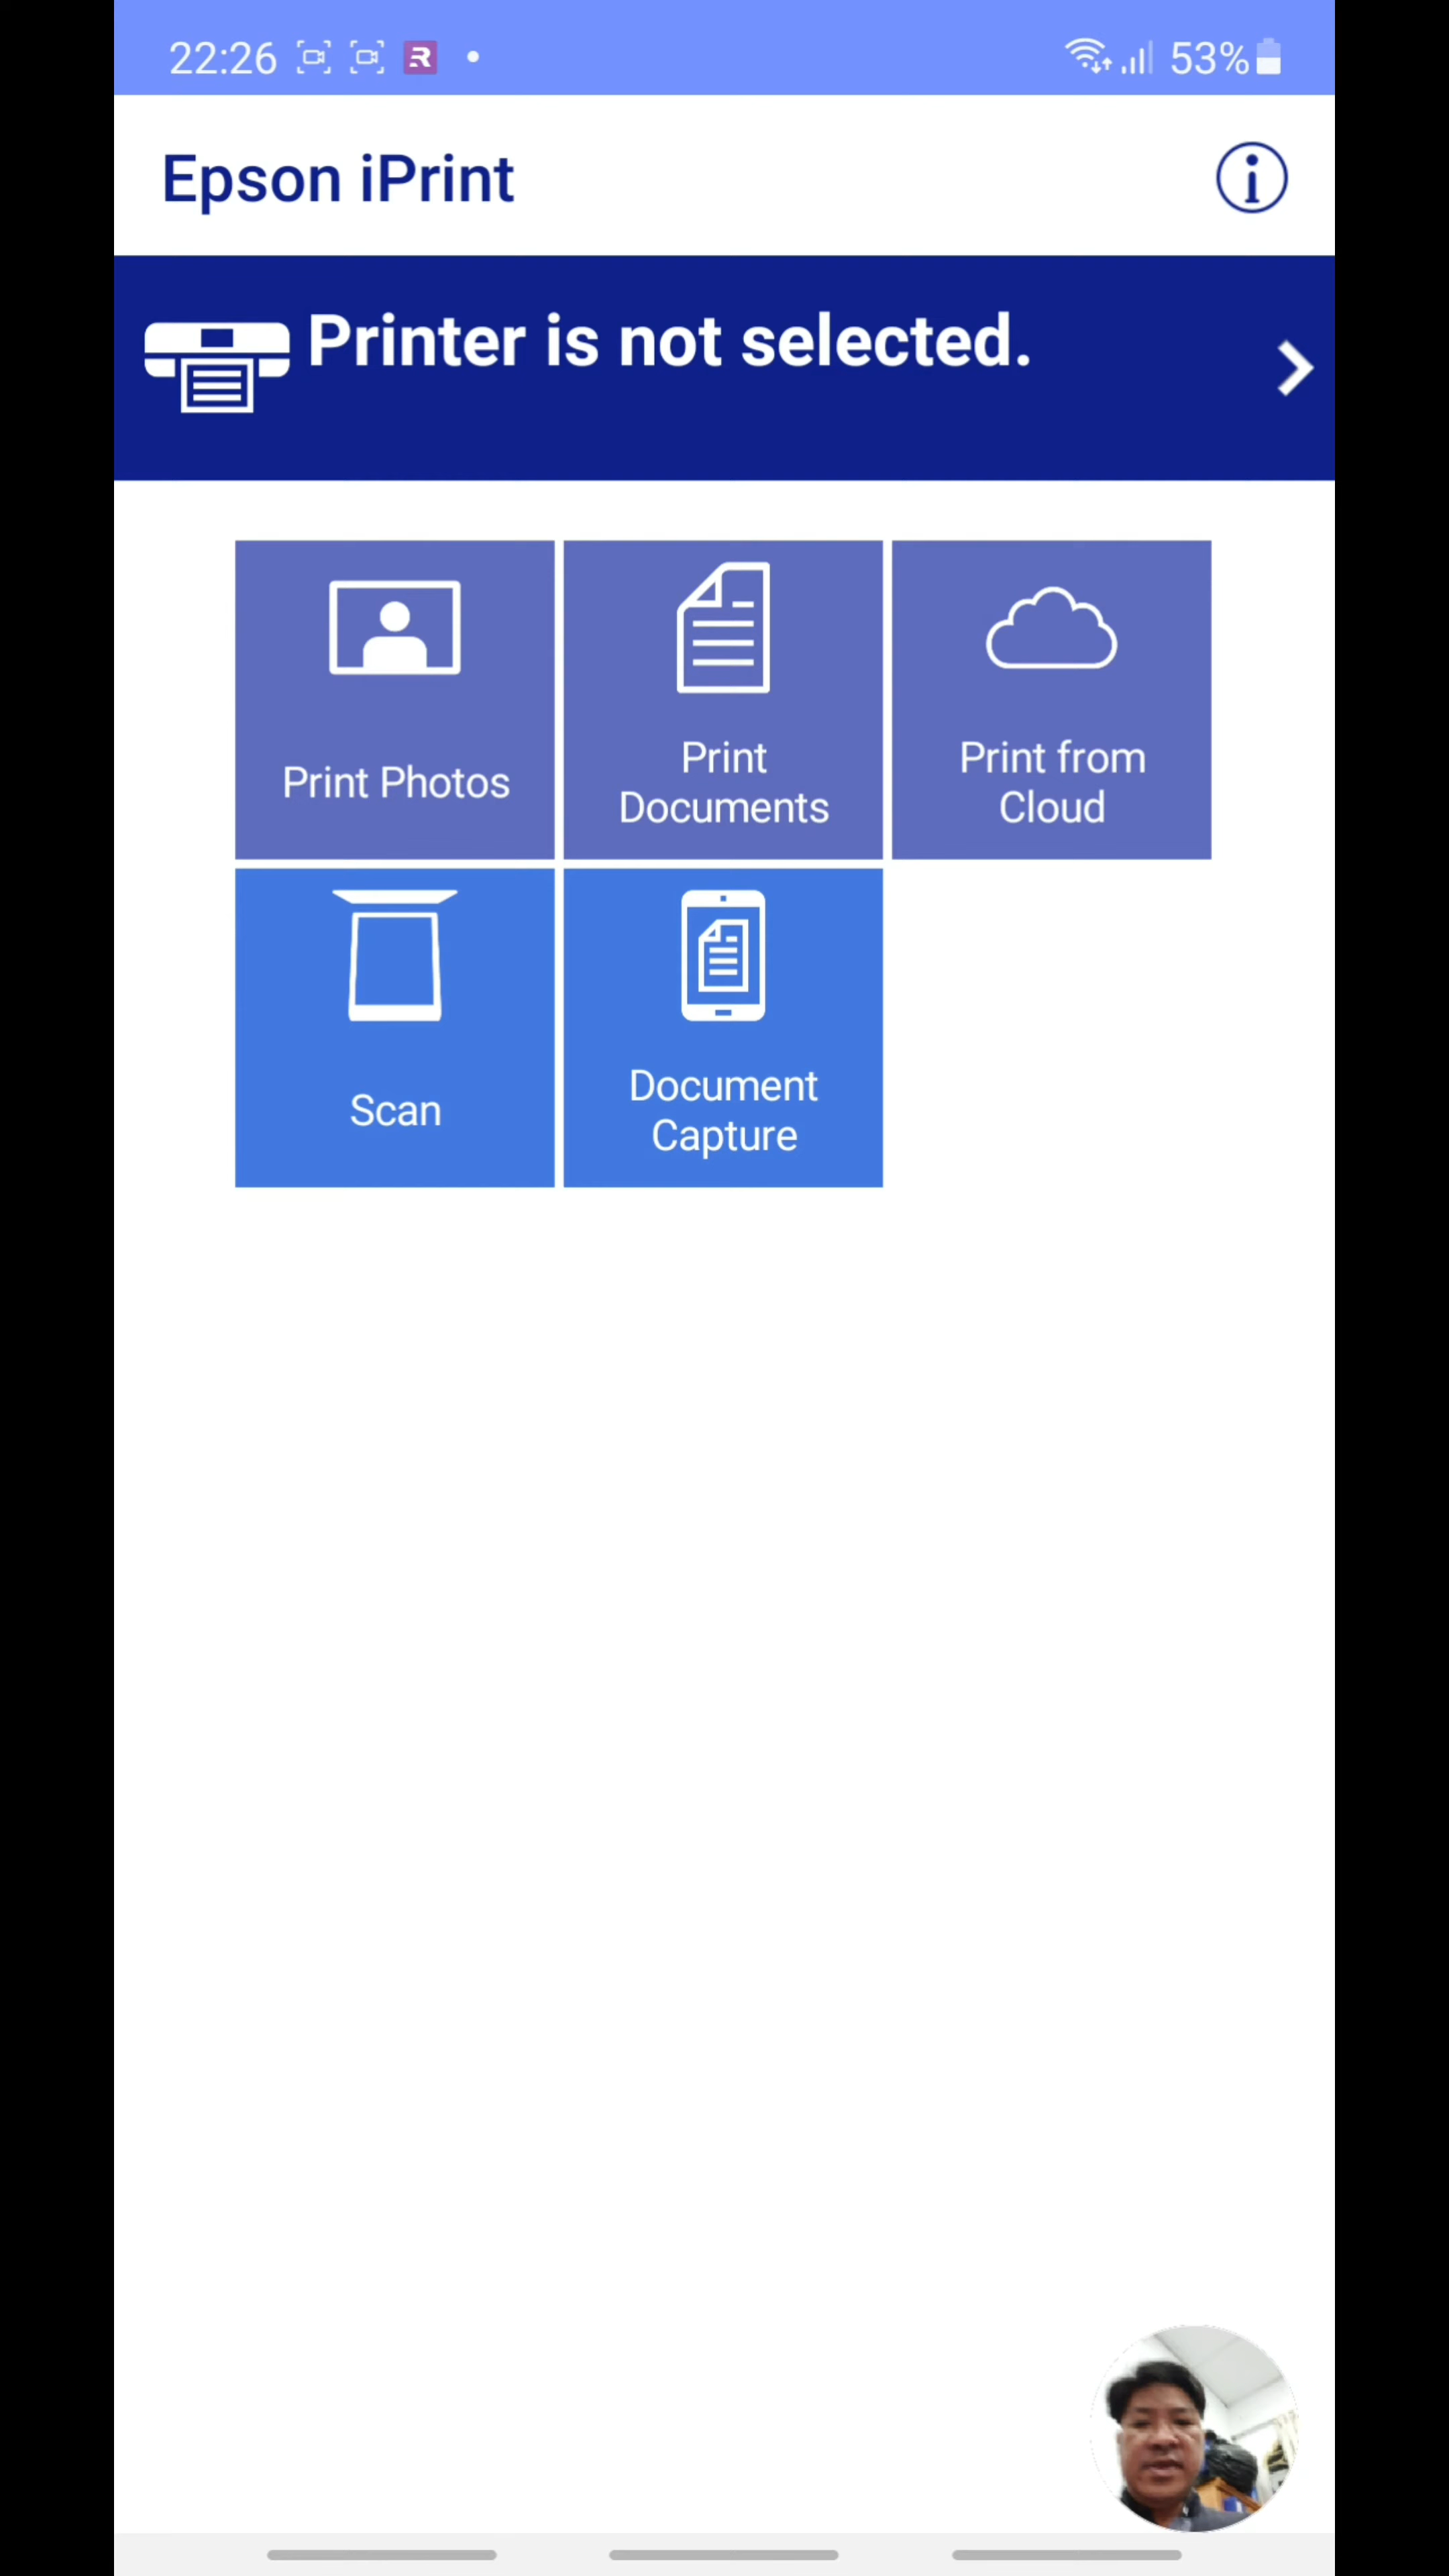 22:26
53%
Epson iPrint
Printer is not selected.
Print Photos
Print
Documents
Print from
Cloud
Scan
Document
Capture